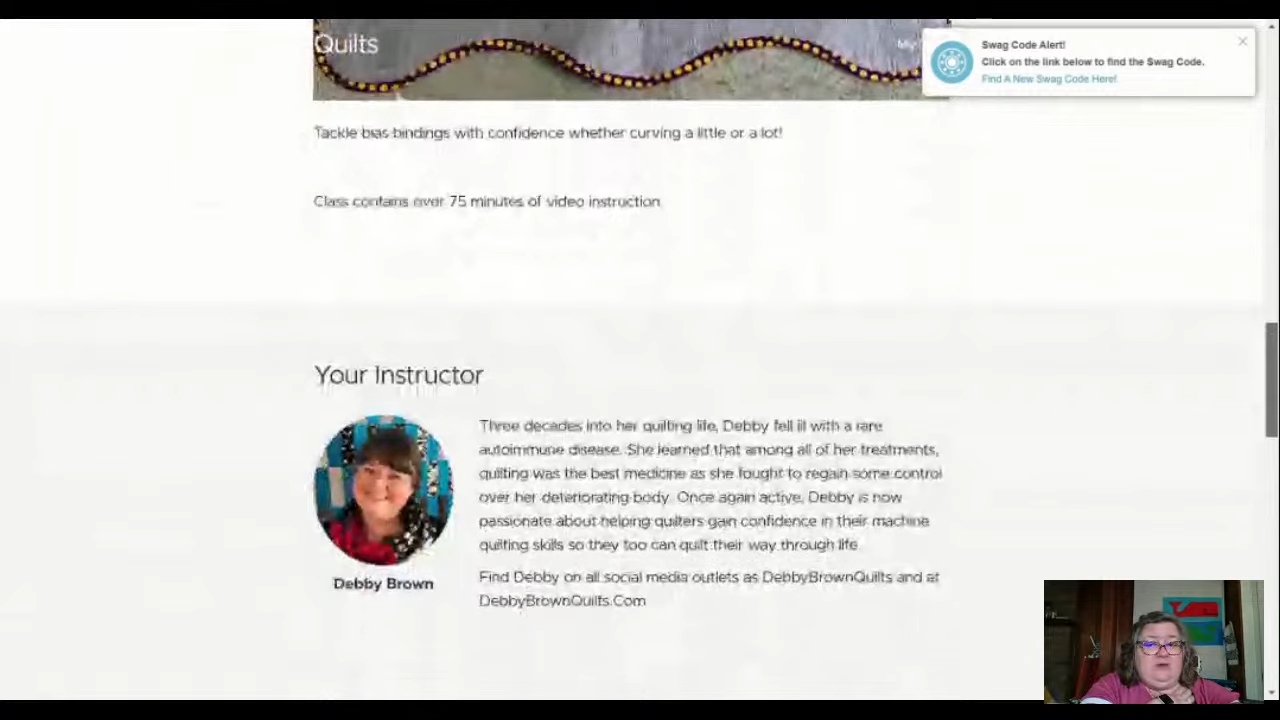 Quilts
My
Swag Code Alert!
Click on the link below to find the Swag Code.
Find A New Swag Code Here!
Tackle bias bindings with confidence whether curving a little or a lot!
Class contains over 75 minutes of video instruction.
Your Instructor
Three decades into her quilting life, Debby fell ill with a rare
autoimmune disease. She learned that among all of her treatments,
quilting was the best medicine as she fought to regain some control
over her deteriorating body. Once again active, Debby is now
passionate about helping quilters gain confidence in their machine
quilting skills so they too can quilt their way through life.
Find Debby on all social media outlets as DebbyBrownQuilts and at
DebbyBrownQuilts.Com
Debby Brown